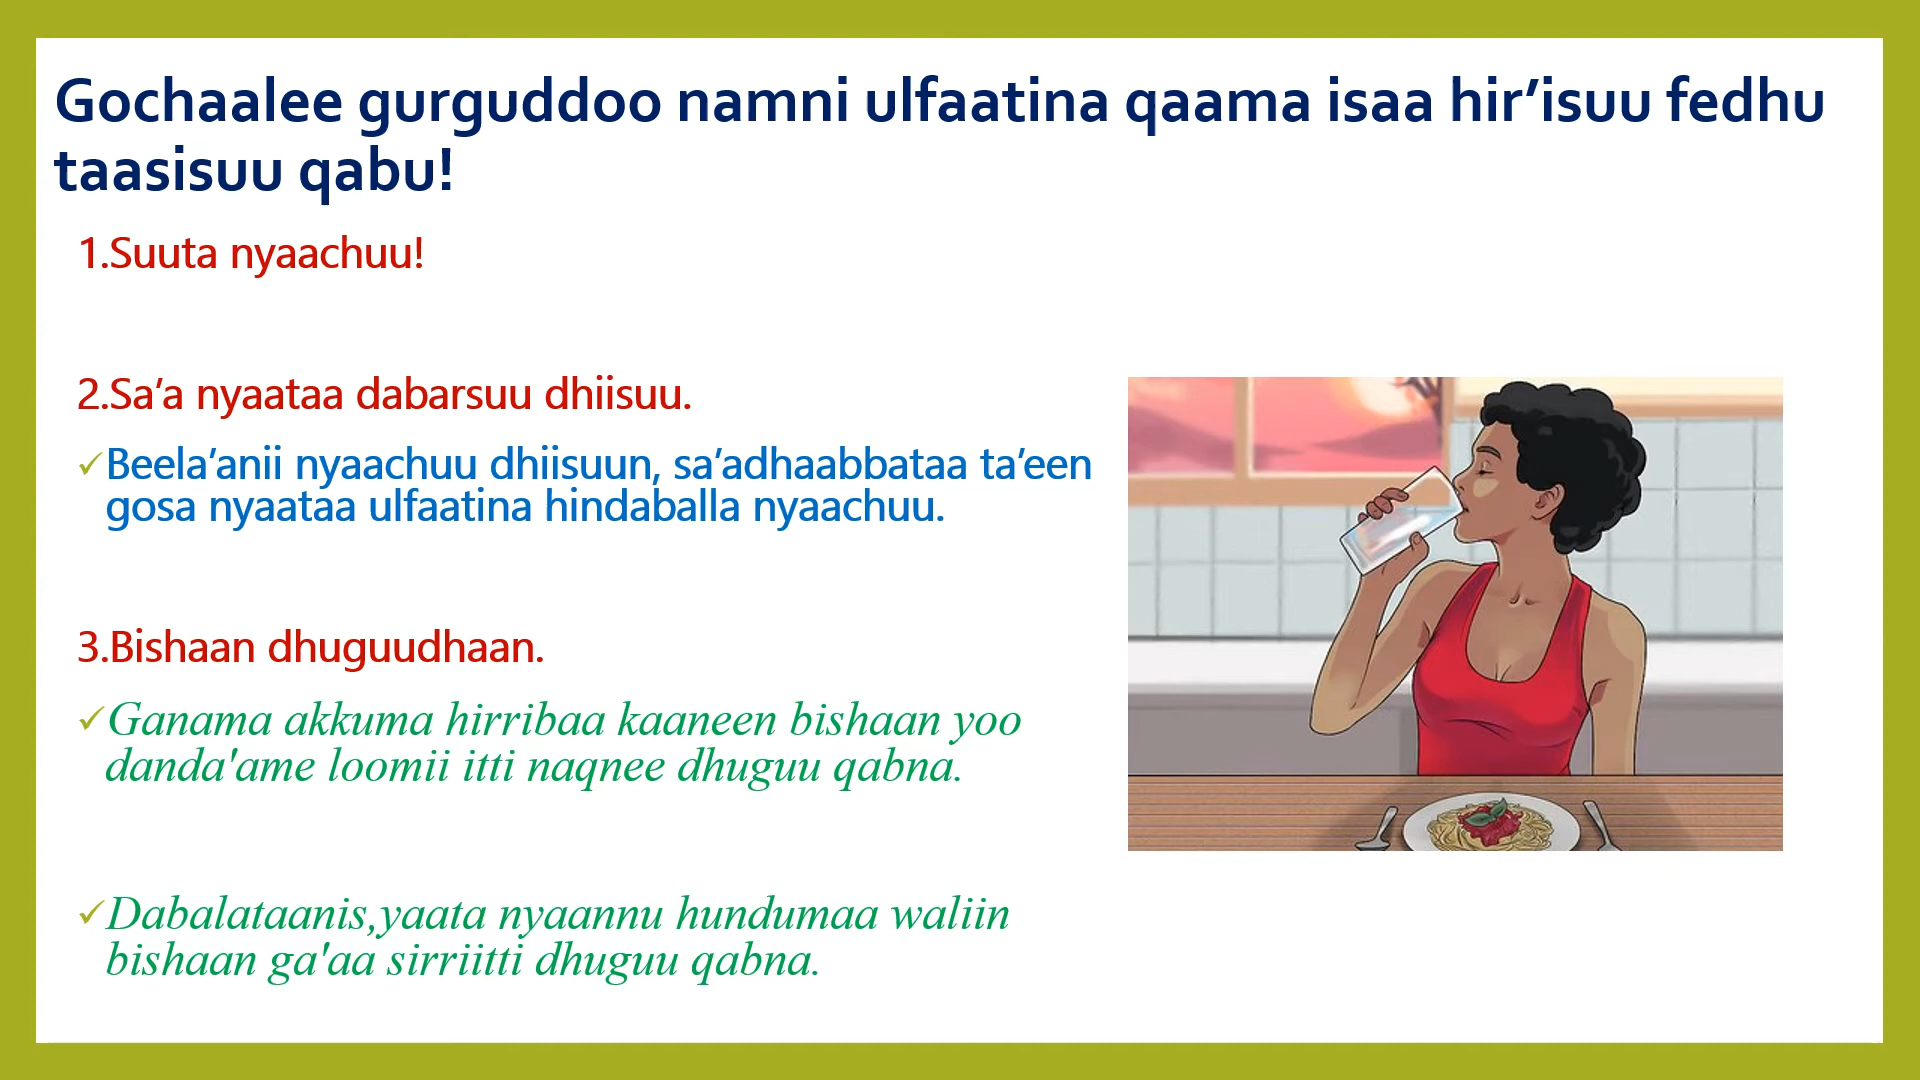 Gochaalee gurguddoo namni ulfaatina qaama isaa hir’isuu fedhu
taasisuu qabu!
1.Suuta nyaachuu!
2.Sa’a nyaataa dabarsuu dhiisuu.
✓Beela’anii nyaachuu dhiisuun, sa’adhaabbataa ta’een
gosa nyaataa ulfaatina hindaballa nyaachuu.
3.Bishaan dhuguudhaan.
✓Ganama akkuma hirribaa kaaneen bishaan yoo
danda'ame loomii itti naqnee dhuguu qabna.
✓Dabalataanis,yaata nyaannu hundumaa waliin
bishaan ga'aa sirriitti dhuguu qabna.